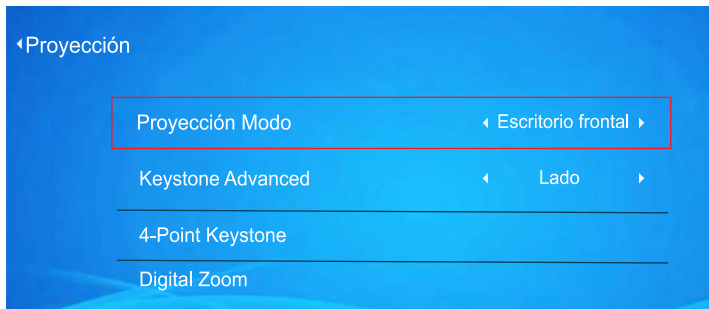 Proyección
Proyección Modo Escritorio frontal
Keystone Advanced Lado
4-Point Keystone
Digital Zoom